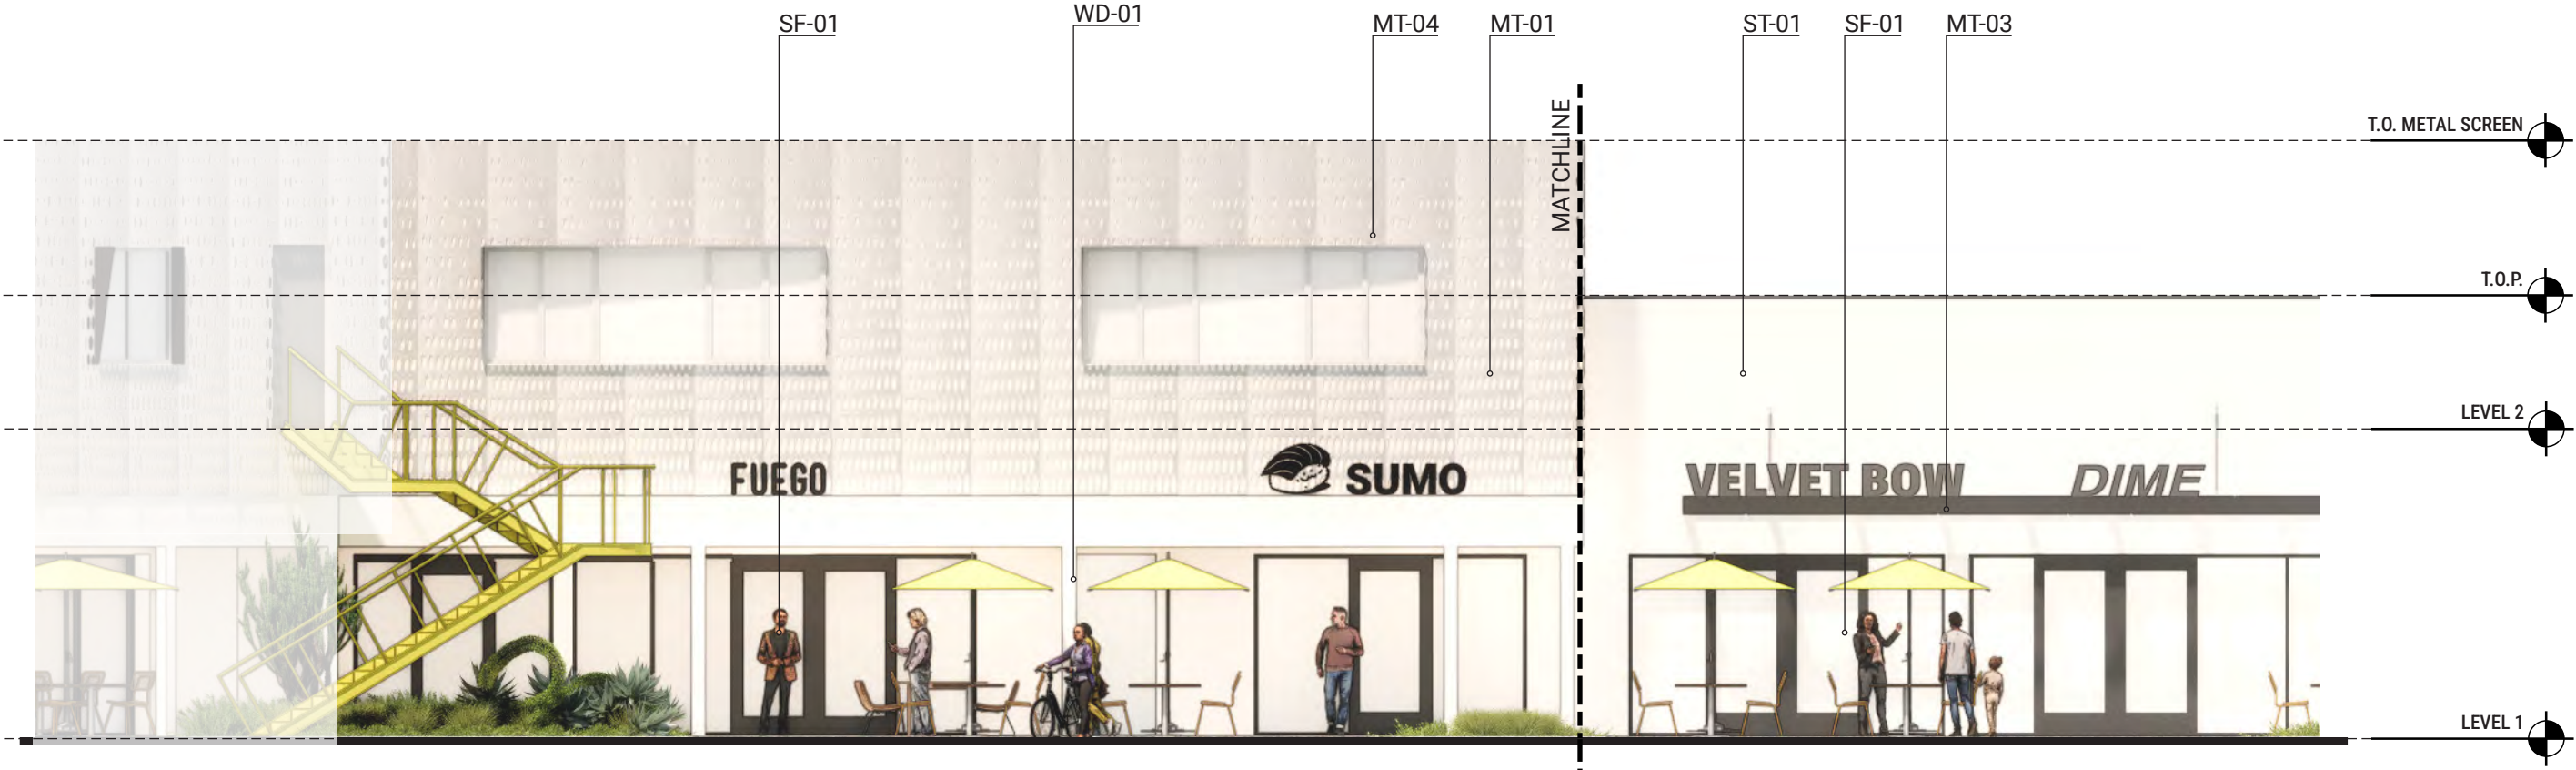 SF-01
WD-01
MT-04
MT-01
ST-01
SF-01
MT-03
MATCHLINE
T.O. METAL SCREEN
T.O.P.
LEVEL 2
FUEGO
SUMO
VELVET BOW
DIME
LEVEL 1